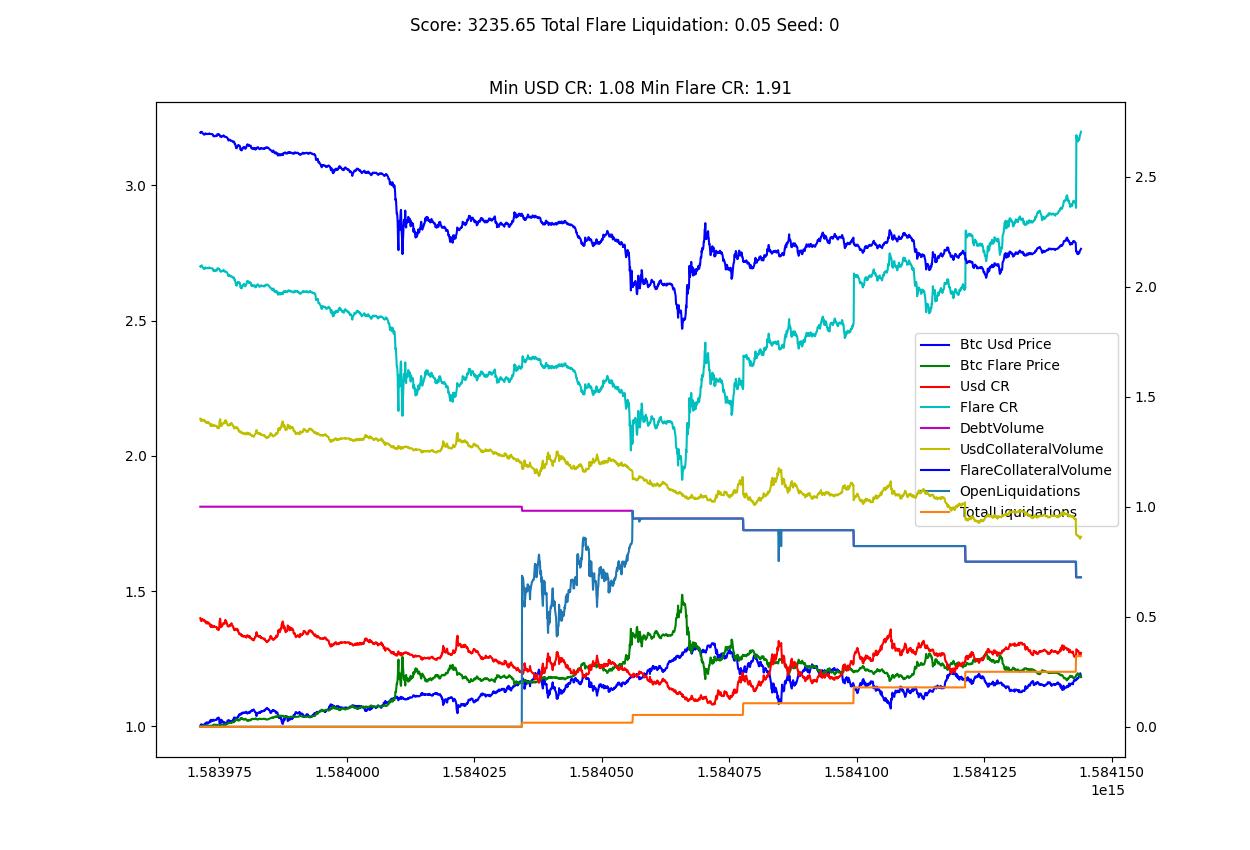 Score: 3235.65 Total Flare Liquidation: 0.05 Seed: 0
Min USD CR: 1.08 Min Flare CR: 1.91
3.0
2.5
2.0
1.5
1.0
2.5
2.0
1.5
1.0
0.5
0.0
Btc Usd Price
Btc Flare Price
Usd CR
Flare CR
DebtVolume
UsdCollateralVolume
FlareCollateralVolume
OpenLiquidations
TotalLiquidations
1.583975 1.584000 1.584025 1.584050 1.584075 1.584100 1.584125 1.584150
1e15